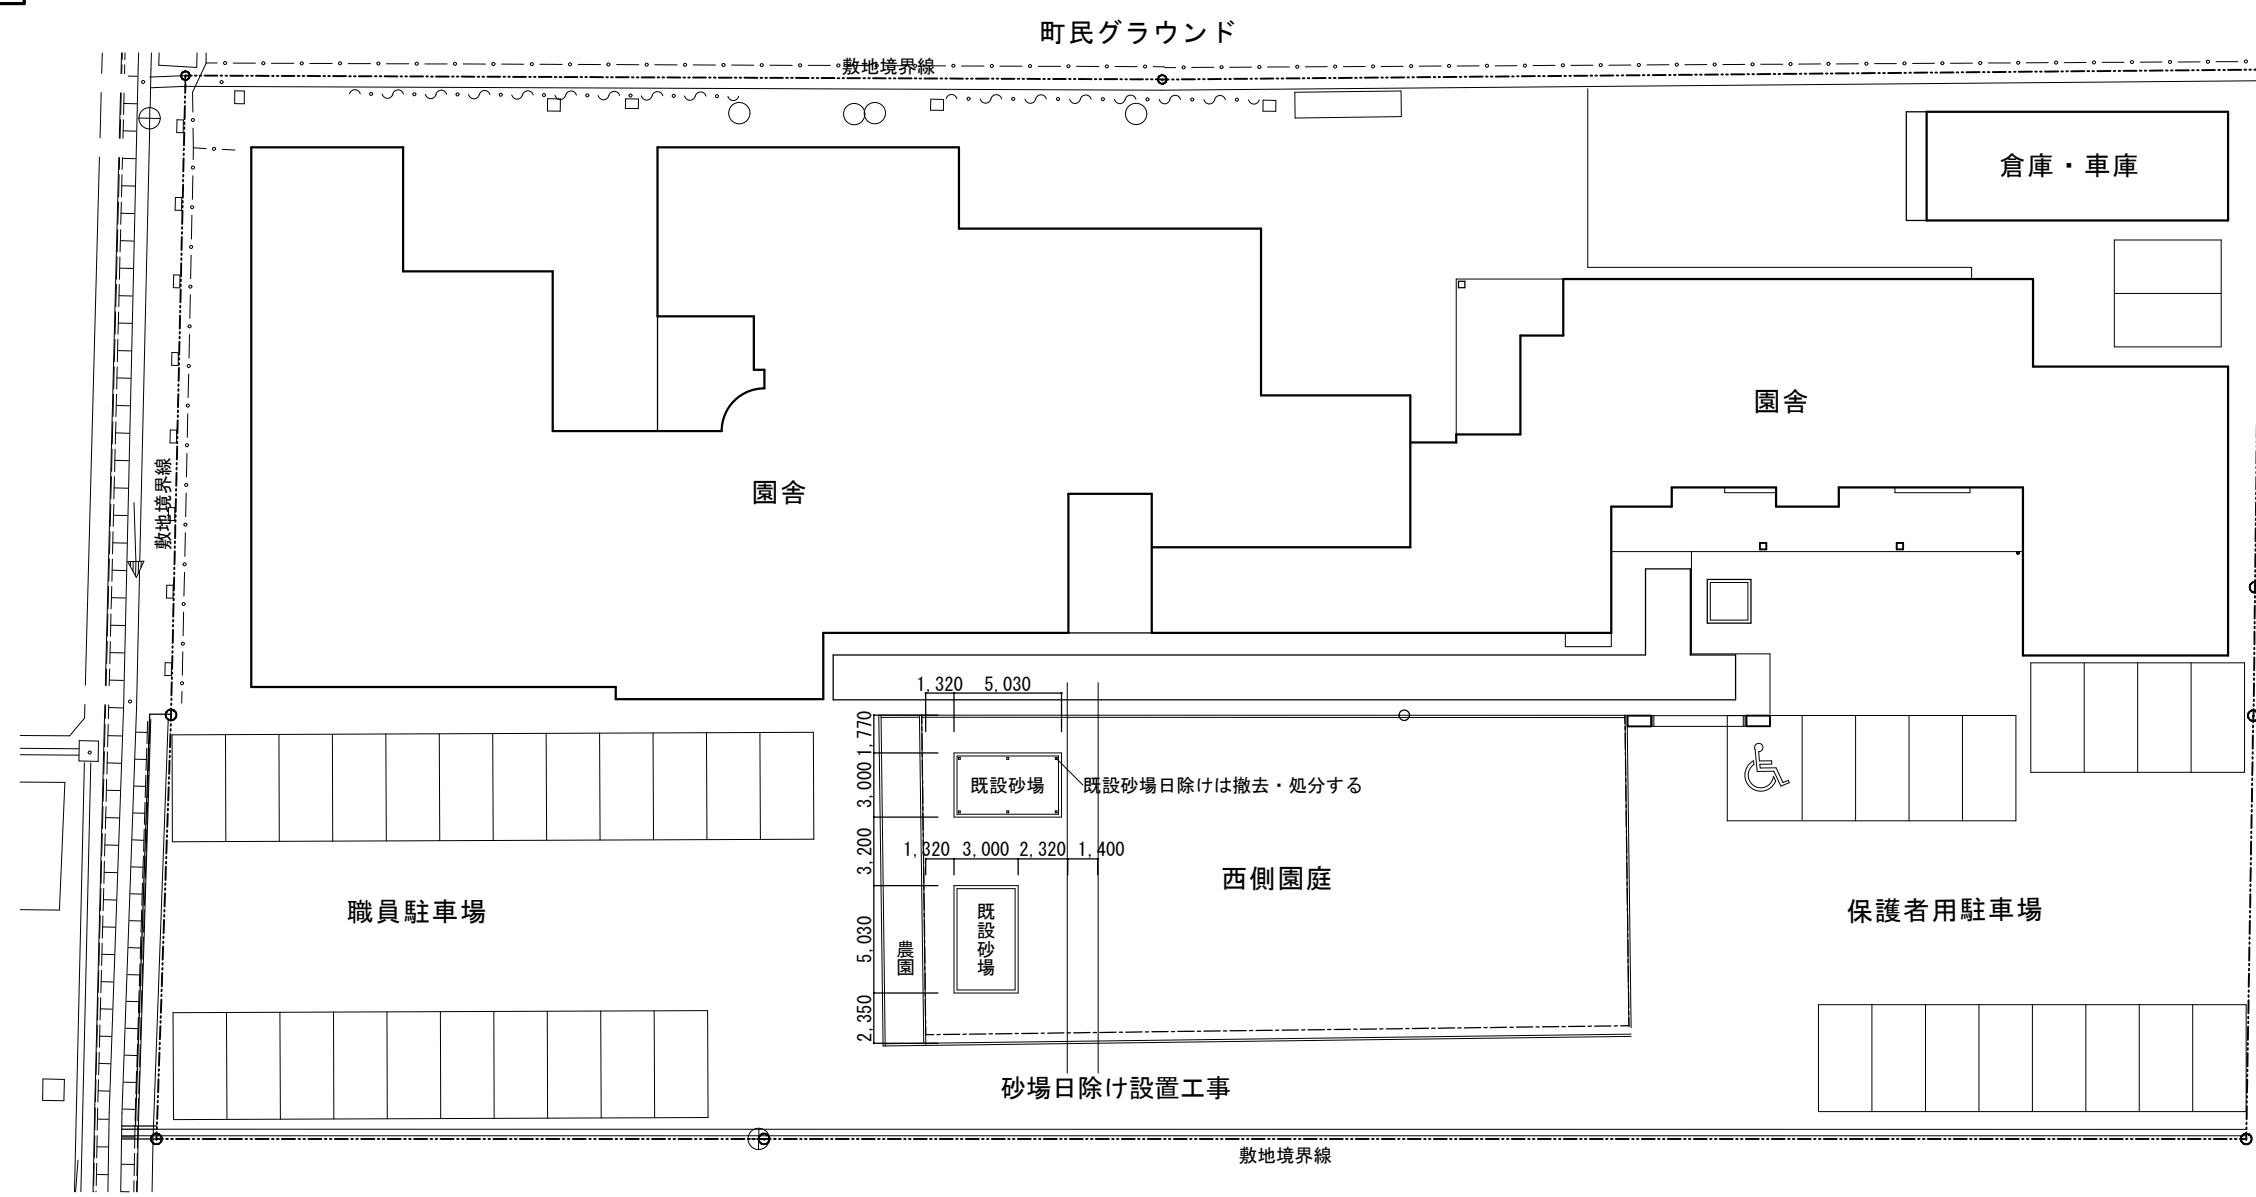 町民グラウンド
敷地境界線
倉庫・車庫
園舎
敷地境界線
園舎
1,320 5,030
1,770
3,000
既設砂場
既設砂場日除けは撤去・処分する
3,200
1,320 3,000 2,320 1,400
西側園庭
職員駐車場
既設砂場
保護者用駐車場
5,030
農園
2,350
砂場日除け設置工事
敷地境界線